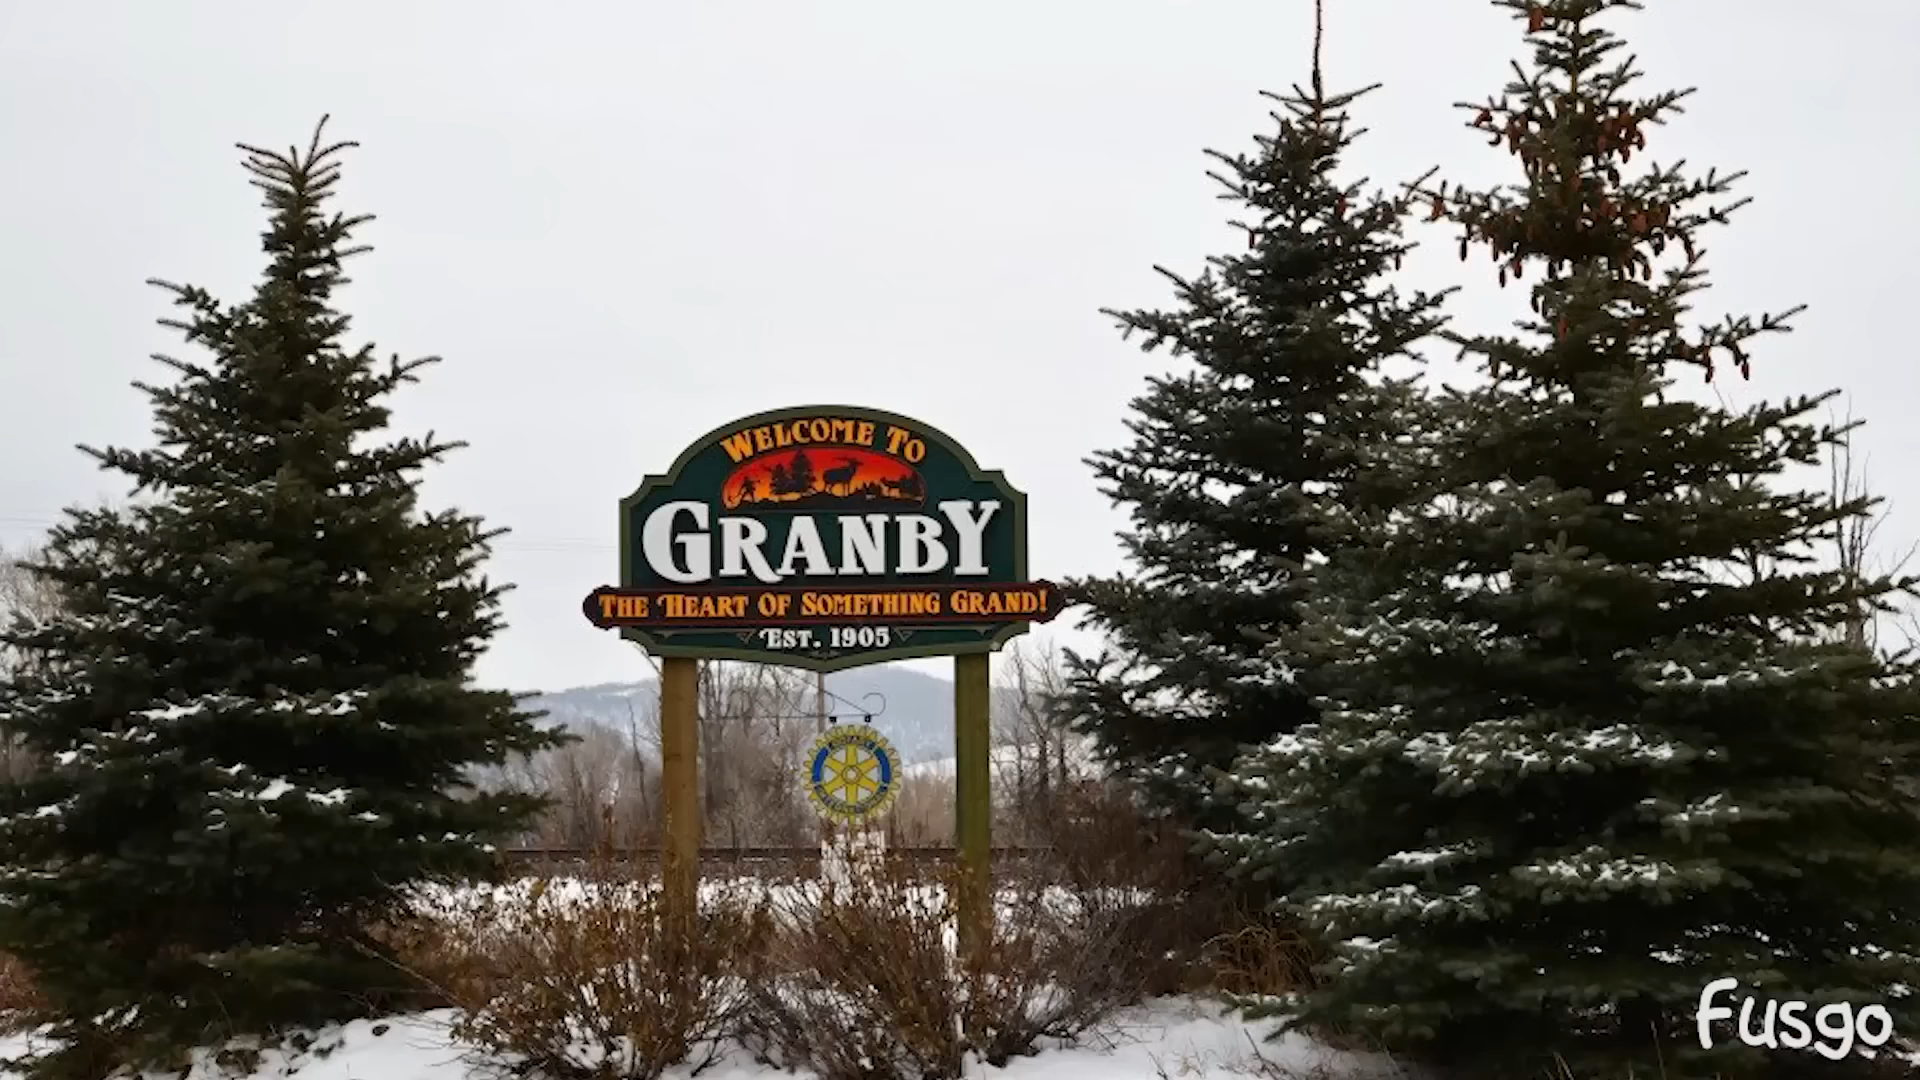 WELCOME TO
GRANBY
THE HEART OF SOMETHING GRAND!
EST. 1905
Fusgo